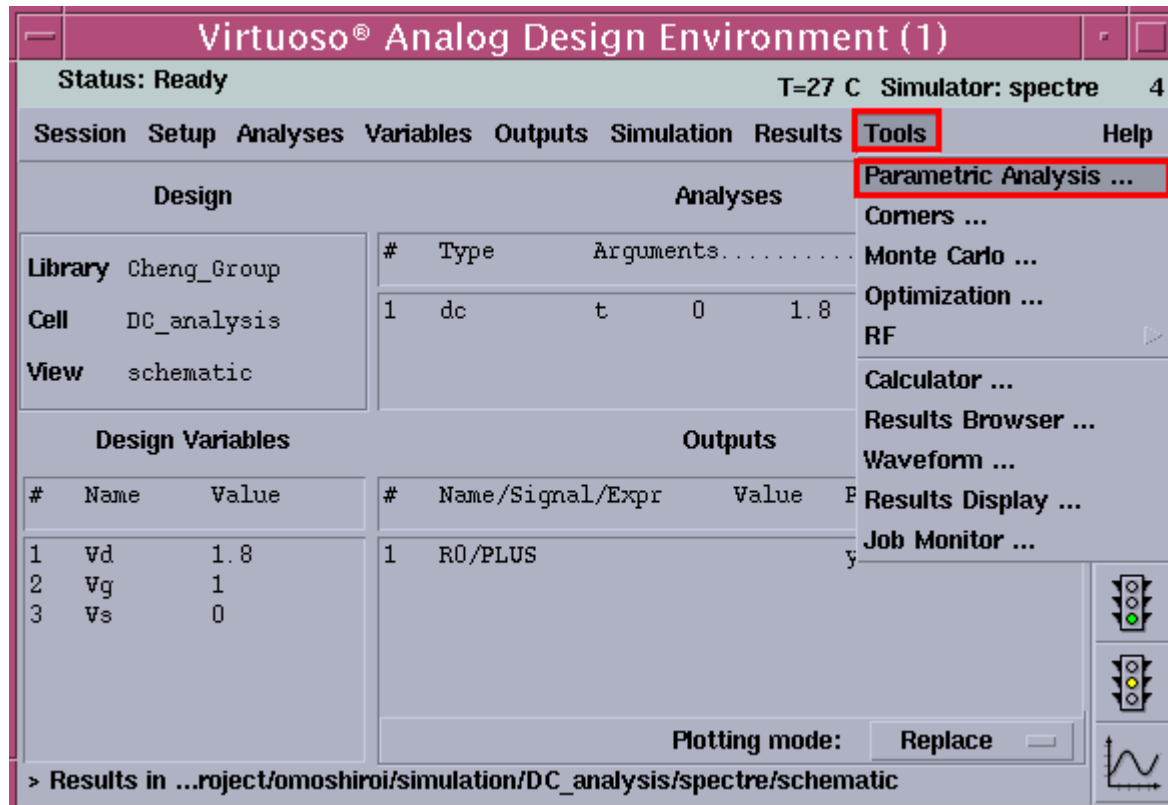 Virtuoso® Analog Design Environment (1)
Status: Ready
T=27 C Simulator: spectre 4
Session Setup Analyses Variables Outputs Simulation Results Tools Help
Design
Library Cheng_Group
Cell DC_analysis
View schematic
Analyses
# Type Arguments..........
1 dc t 0 1.8
Parametric Analysis ...
Corners ...
Monte Carlo ...
Optimization ...
RF
Calculator ...
Results Browser ...
Waveform ...
Results Display ...
Job Monitor ...
Design Variables
# Name Value
1 Vd 1.8
2 Vg 1
3 Vs 0
Outputs
# Name/Signal/Expr Value P
1 R0/PLUS y
Plotting mode: Replace
> Results in ...roject/omoshiroi/simulation/DC_analysis/spectre/schematic